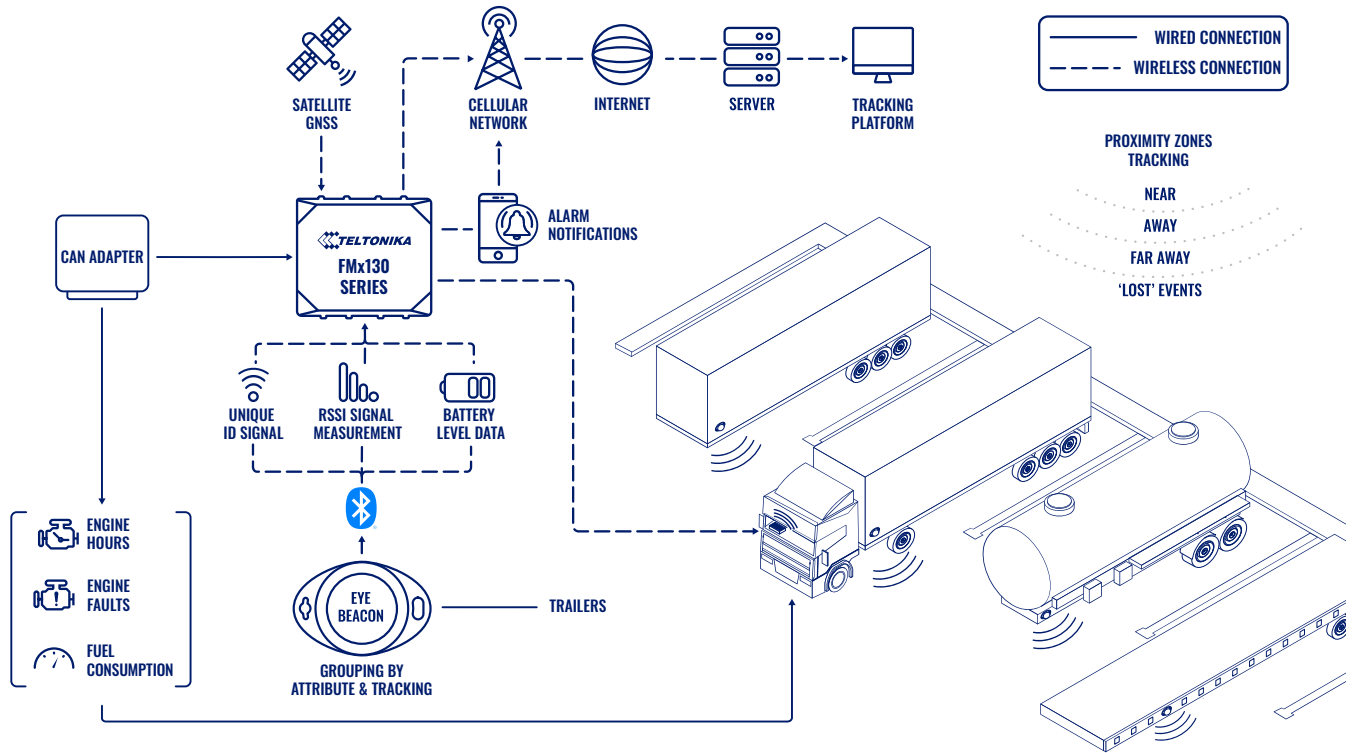 SATELLITE
GNSS
CELLULAR
NETWORK
INTERNET
SERVER
TRACKING
PLATFORM
WIRED CONNECTION
WIRELESS CONNECTION
PROXIMITY ZONES
TRACKING
NEAR
AWAY
FAR AWAY
‘LOST’ EVENTS
CAN ADAPTER
TELTONIKA
FMx130
SERIES
ALARM
NOTIFICATIONS
UNIQUE
ID SIGNAL
RSSI SIGNAL
MEASUREMENT
BATTERY
LEVEL DATA
ENGINE
HOURS
ENGINE
FAULTS
FUEL
CONSUMPTION
EYE
BEACON
TRAILERS
GROUPING BY
ATTRIBUTE & TRACKING